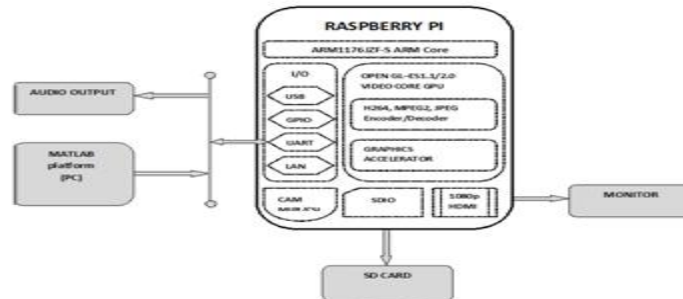 RASPBERRY PI
ARM1176JZF-S ARM Core
I/O
USB
GPIO
UART
LAN
OPEN GL-ES1.1/2.0
VIDEO CORE GPU
H264, MPEG2, JPEG
Encoder/Decoder
GRAPHICS
ACCELERATOR
CAM
SDIO
1080p
HDMI
AUDIO OUTPUT
MATLAB
platform
(PC)
MONITOR
SD CARD